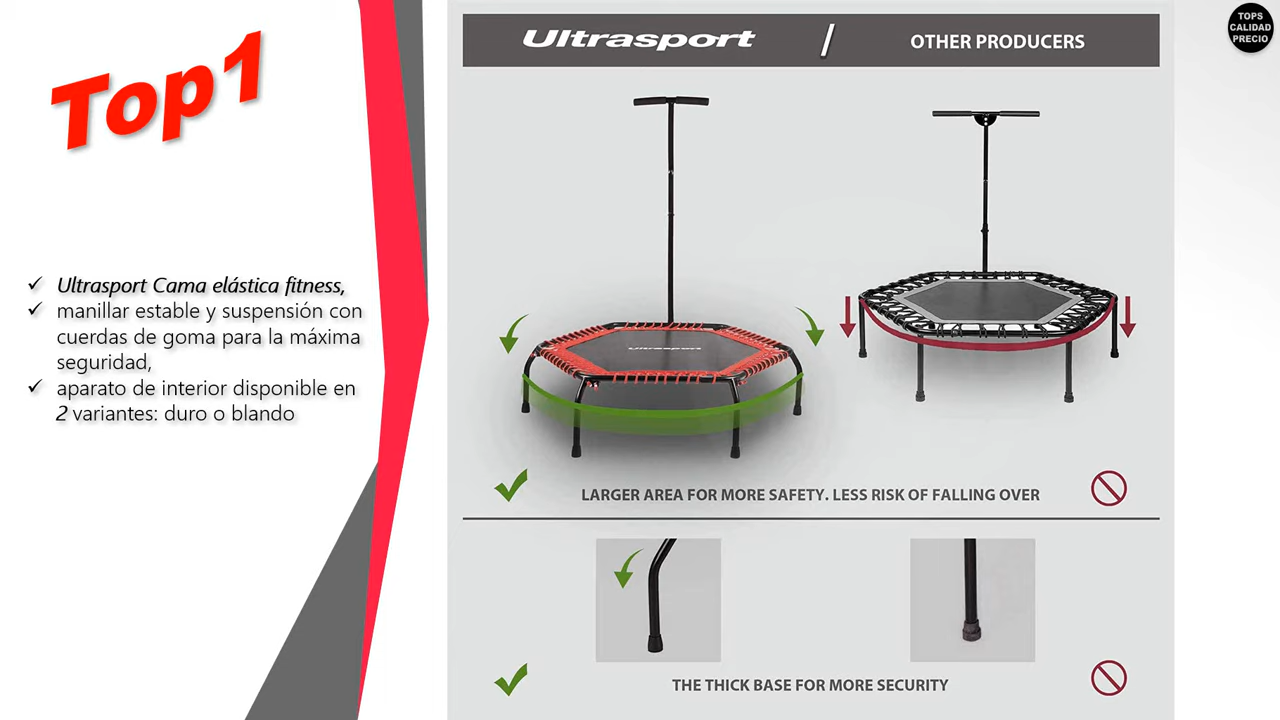 Top1
Ultrasport Cama elástica fitness,
manillar estable y suspensión con
cuerdas de goma para la máxima
seguridad,
aparato de interior disponible en
2 variantes: duro o blando
Ultrasport / OTHER PRODUCERS
TOPS
CALIDAD
PRECIO
Ultrasport
LARGER AREA FOR MORE SAFETY. LESS RISK OF FALLING OVER
THE THICK BASE FOR MORE SECURITY